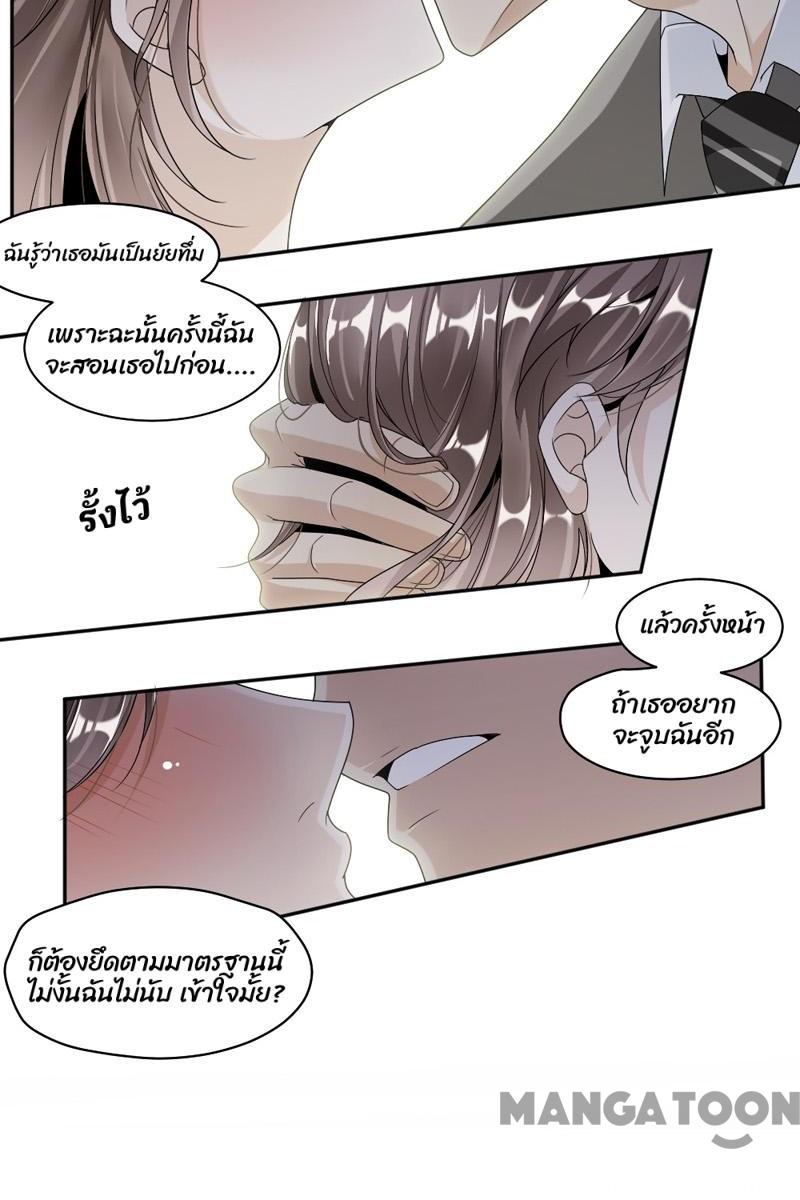 ฉันรู้ว่าเธอมันเป็นยัยทึ่ม
เพราะฉะนั้นครั้งนี้ฉัน
จะสอนเธอไปก่อน....
รั้งไว้
แล้วครั้งหน้า
ถ้าเธออยาก
จะจูบฉันอีก
ก็ต้องยึดตามมาตรฐานนี้
ไม่งั้นฉันไม่นับ เข้าใจมั้ย?
MANGATOON